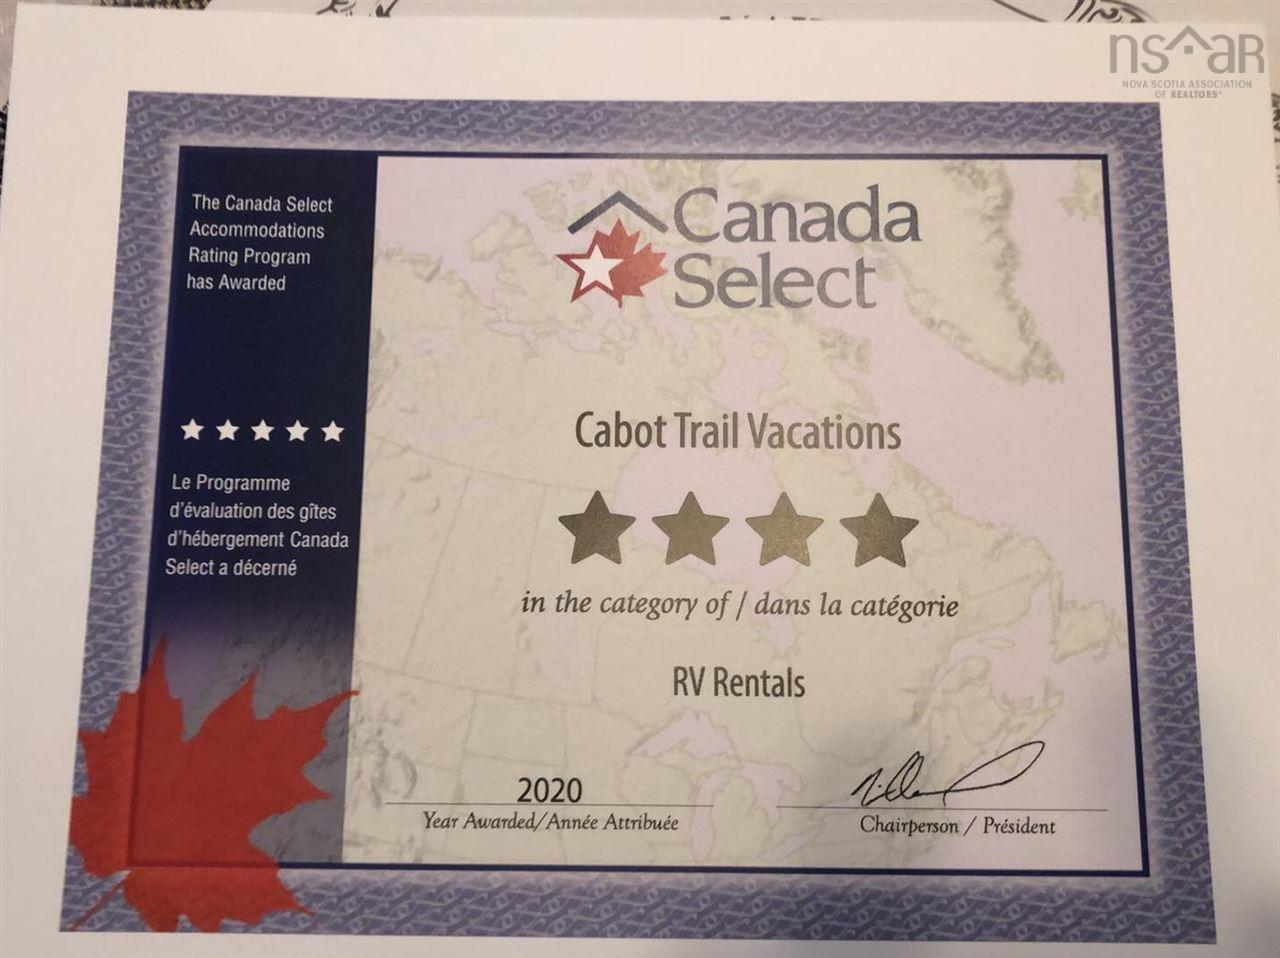 nsar
NOVA SCOTIA ASSOCIATION
OF REALTORS®
The Canada Select
Accommodations
Rating Program
has Awarded
Le Programme
d'évaluation des gîtes
d'hébergement Canada
Select a décerné
Canada
Select
Cabot Trail Vacations
in the category of / dans la catégorie
RV Rentals
2020
Year Awarded/Année Attribuée
Chairperson / Président